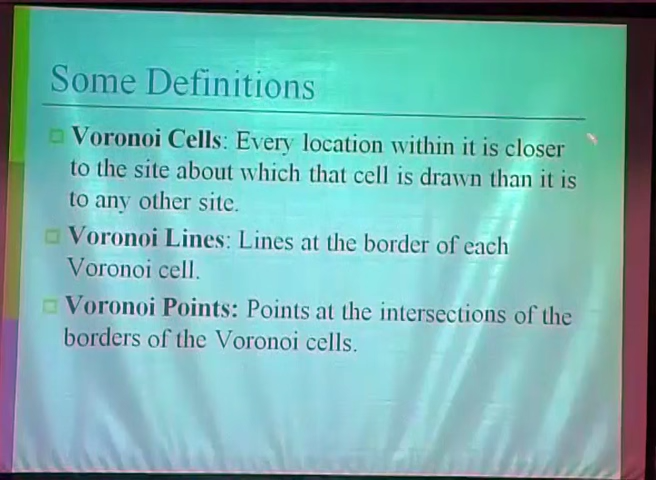 Some Definitions
Voronoi Cells: Every location within it is closer
to the site about which that cell is drawn than it is
to any other site.
Voronoi Lines: Lines at the border of each
Voronoi cell.
Voronoi Points: Points at the intersections of the
borders of the Voronoi cells.